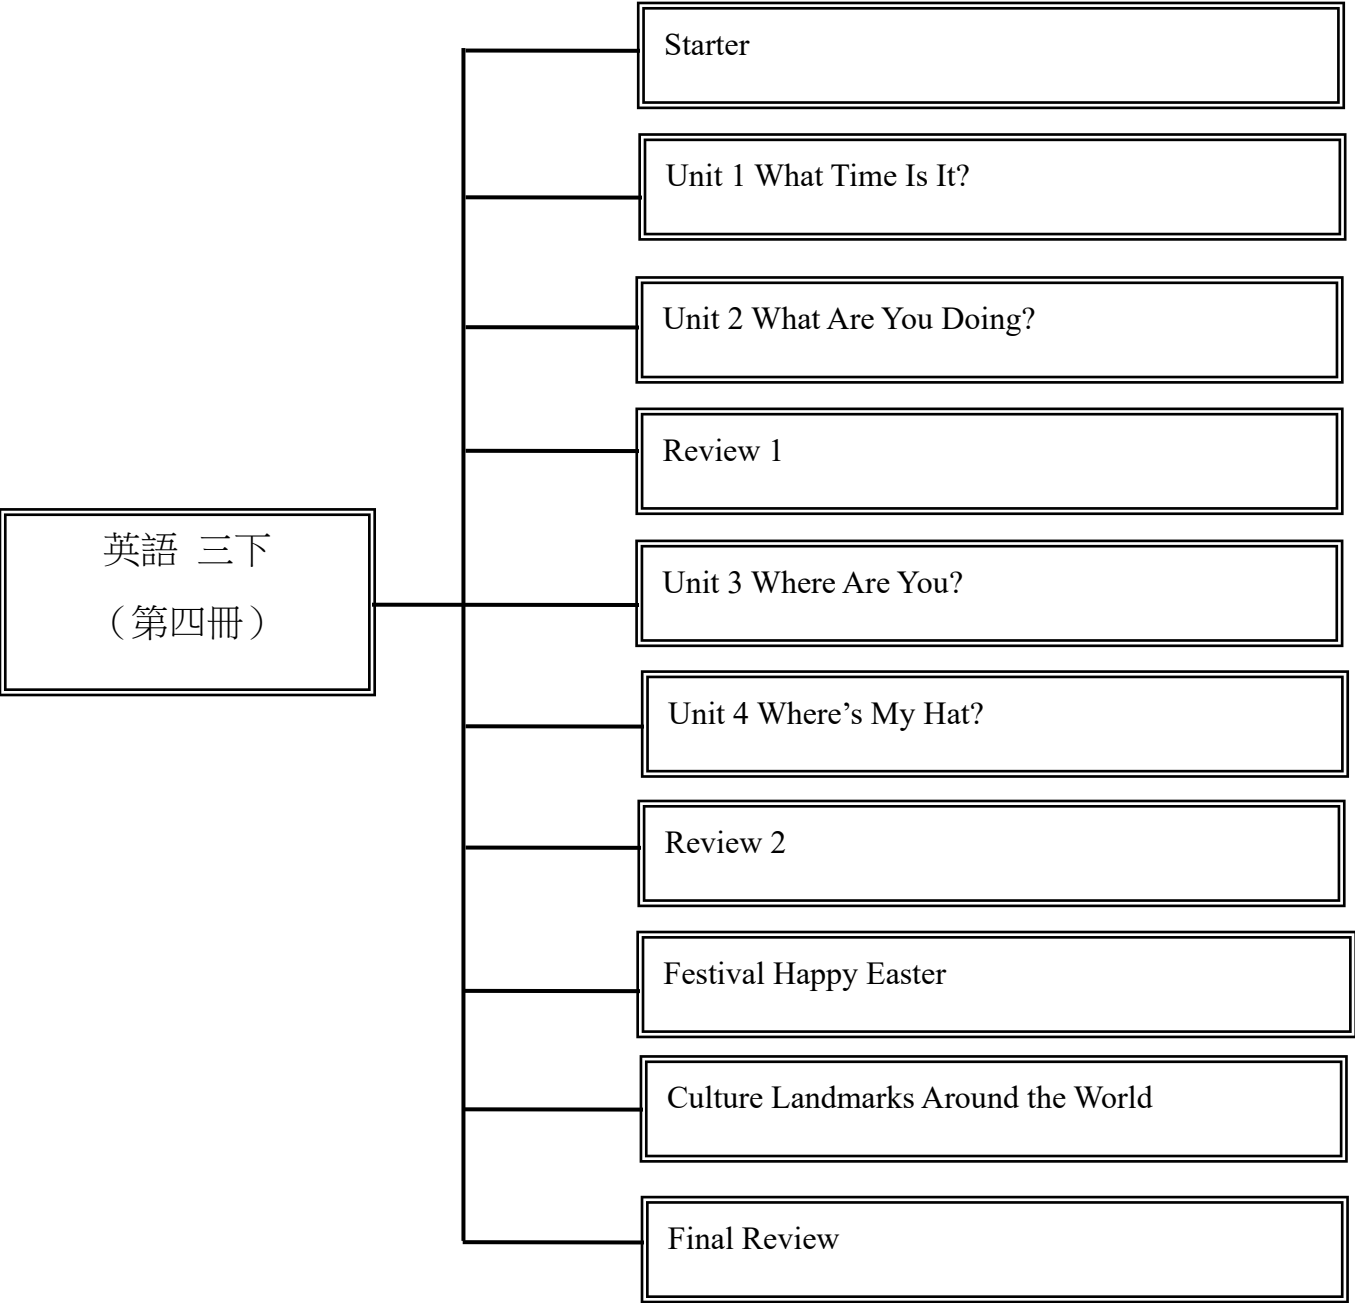 Starter
Unit 1 What Time Is It?
Unit 2 What Are You Doing?
Review 1
英語 三下
（第四冊）
Unit 3 Where Are You?
Unit 4 Where’s My Hat?
Review 2
Festival Happy Easter
Culture Landmarks Around the World
Final Review